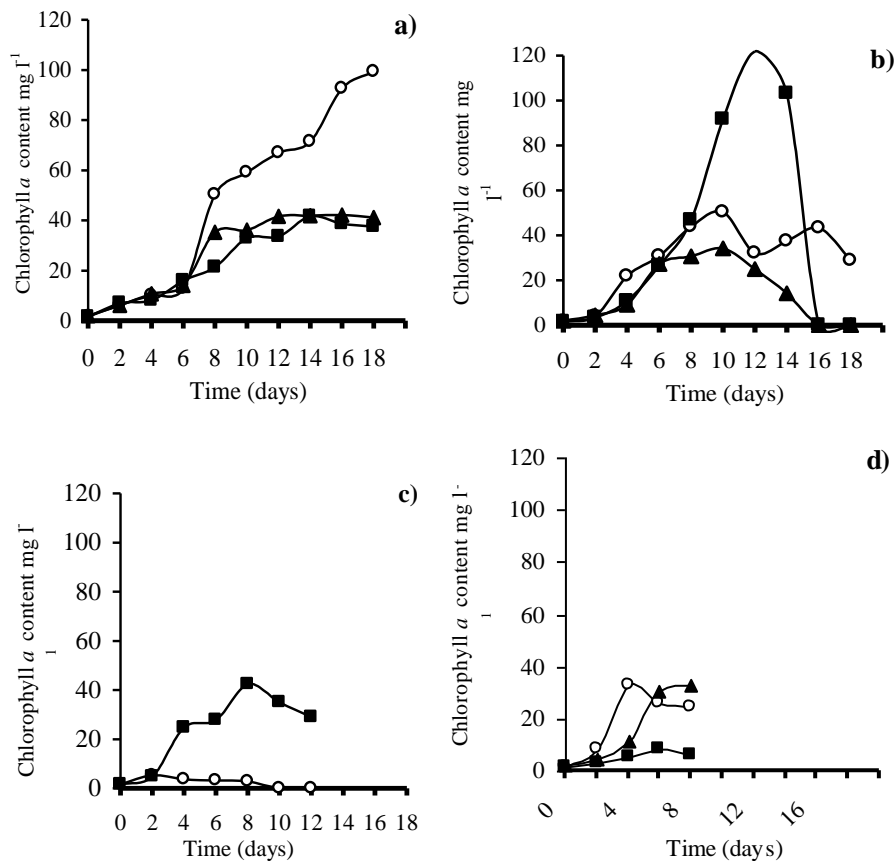 a)
Chlorophyll a content mg l-1
120
100
80
60
40
20
0
0 2 4 6 8 10 12 14 16 18
Time (days)
b)
Chlorophyll a content mg
l-1
120
100
80
60
40
20
0
0 2 4 6 8 10 12 14 16 18
Time (days)
c)
Chlorophyll a content mg l-
1
120
100
80
60
40
20
0
0 2 4 6 8 10 12 14 16 18
Time (days)
d)
Chlorophyll a content mg l-
1
120
100
80
60
40
20
0
0 4 8 12 16
Time (days)